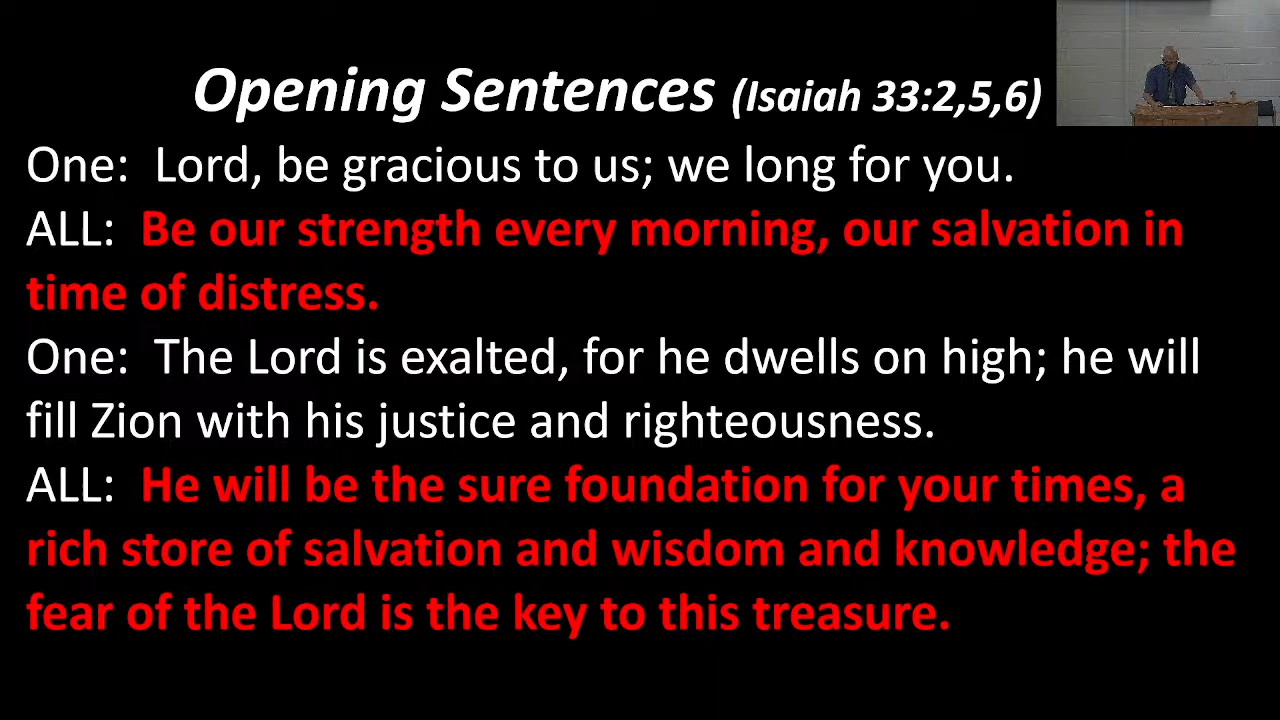 Opening Sentences (Isaiah 33:2,5,6)
One:  Lord, be gracious to us; we long for you.
ALL:  Be our strength every morning, our salvation in
time of distress.
One:  The Lord is exalted, for he dwells on high; he will
fill Zion with his justice and righteousness.
ALL:  He will be the sure foundation for your times, a
rich store of salvation and wisdom and knowledge; the
fear of the Lord is the key to this treasure.